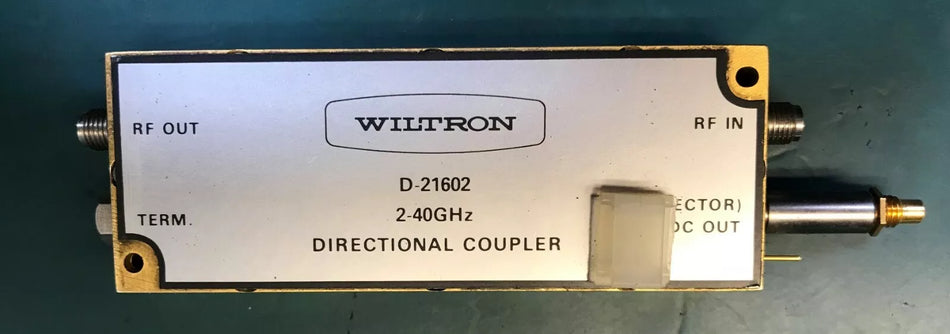 WILTRON
RF OUT
RF IN
D-21602
TERM.
2-40GHz
ECTOR)
DC OUT
DIRECTIONAL COUPLER